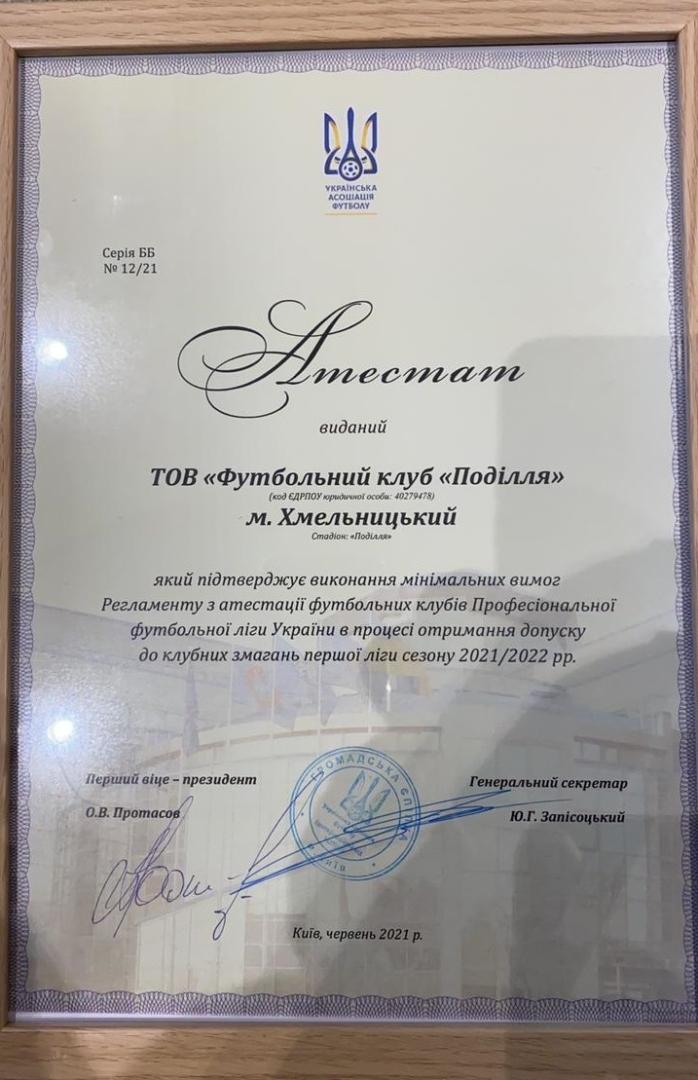 УКРАЇНСЬКА
АСОЦІАЦІЯ
ФУТБОЛУ
Серія ББ
№ 12/21
Атестат
виданий
ТОВ «Футбольний клуб «Поділля»
(код ЄДРПОУ юридичної особи: 40279478)
м. Хмельницький
Стадіон: «Поділля»
який підтверджує виконання мінімальних вимог
Регламенту з атестації футбольних клубів Професіональної
футбольної ліги України в процесі отримання допуску
до клубних змагань першої ліги сезону 2021/2022 рр.
Перший віце – президент
Генеральний секретар
О.В. Протасов
Ю.Г. Запісоцький
ГРОМАДСЬКА СПІЛКА
Київ, червень 2021 р.